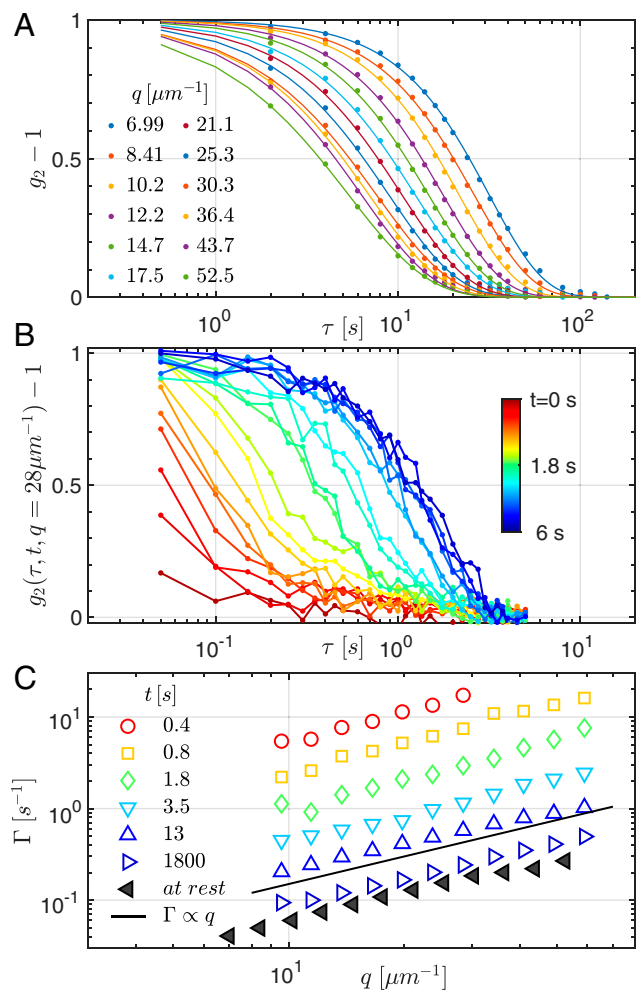 A
1
0.5
0
g₂ − 1
q [μm⁻¹]
6.99 21.1
8.41 25.3
10.2 30.3
12.2 36.4
14.7 43.7
17.5 52.5
10⁰ 10¹ 10²
τ [s]
B
1
0.5
0
g₂(τ, t, q = 28μm⁻¹) − 1
t=0 s
1.8 s
6 s
10⁻¹ 10⁰ 10¹
τ [s]
C
10¹
10⁰
10⁻¹
Γ [s⁻¹]
t [s]
0.4
0.8
1.8
3.5
13
1800
at rest
Γ ∝ q
10¹
q [μm⁻¹]